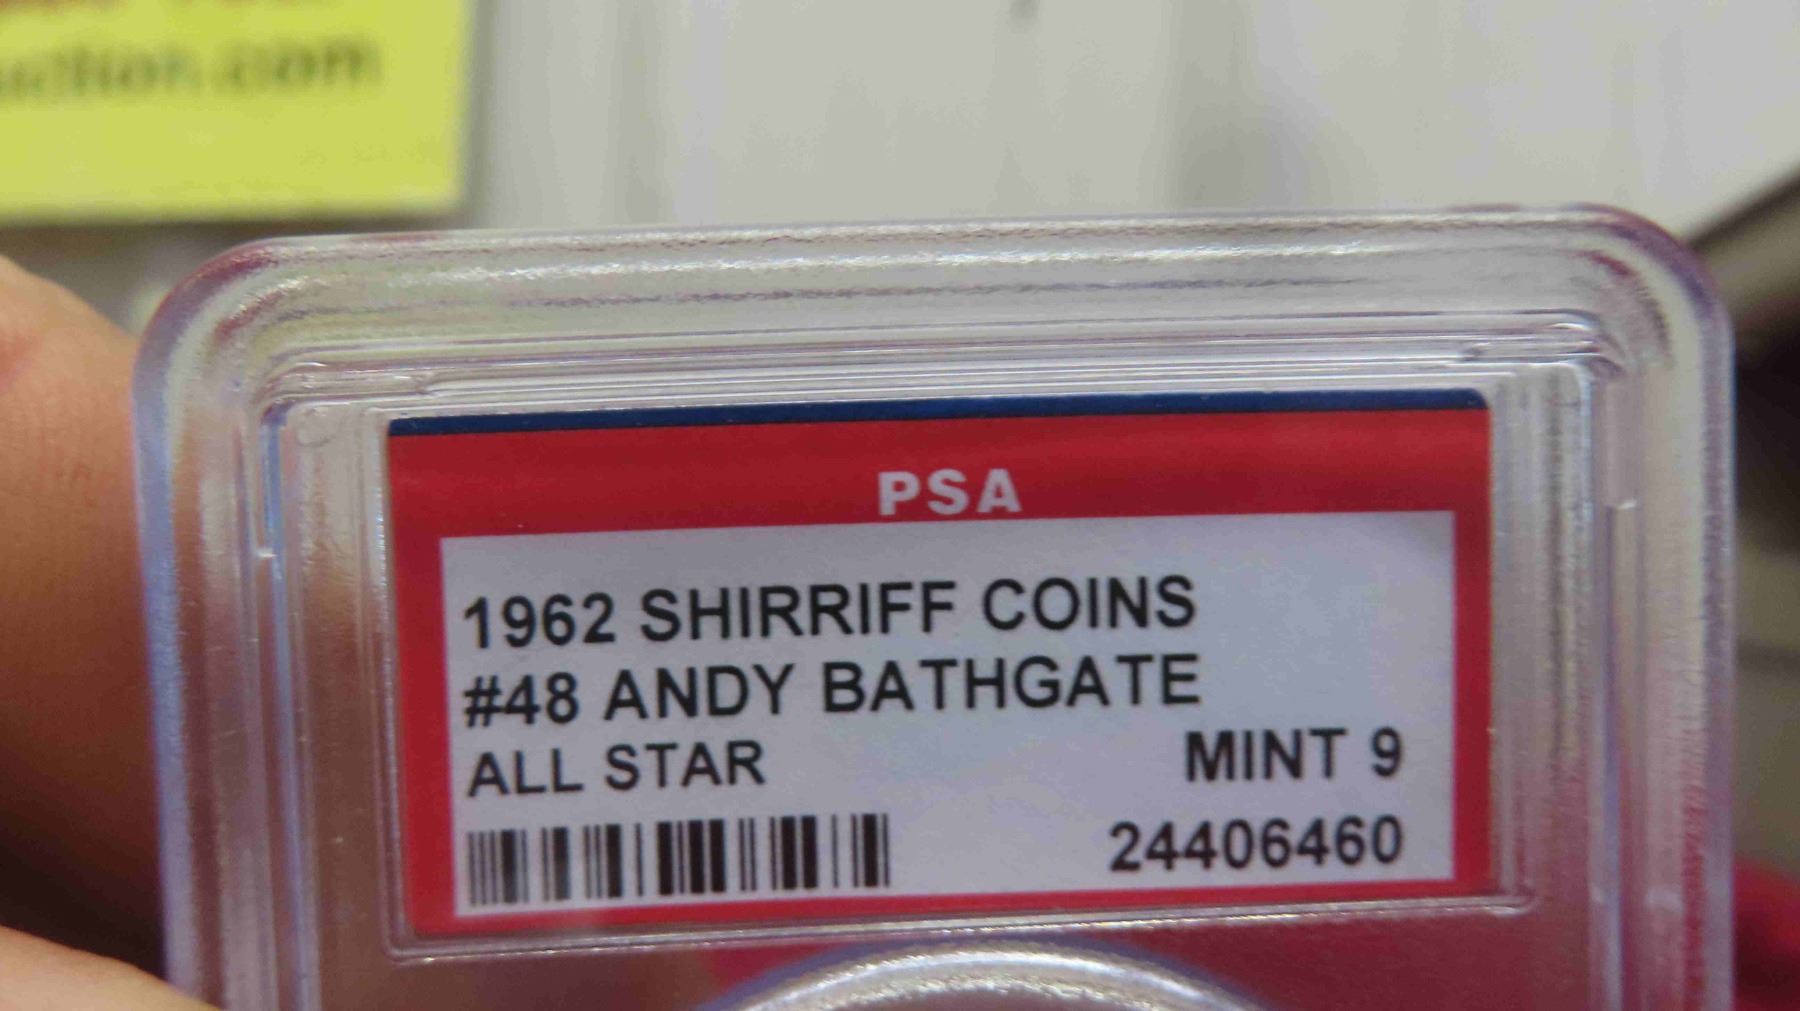 PSA
1962 SHIRRIFF COINS
#48 ANDY BATHGATE
ALL STAR
MINT 9
24406460